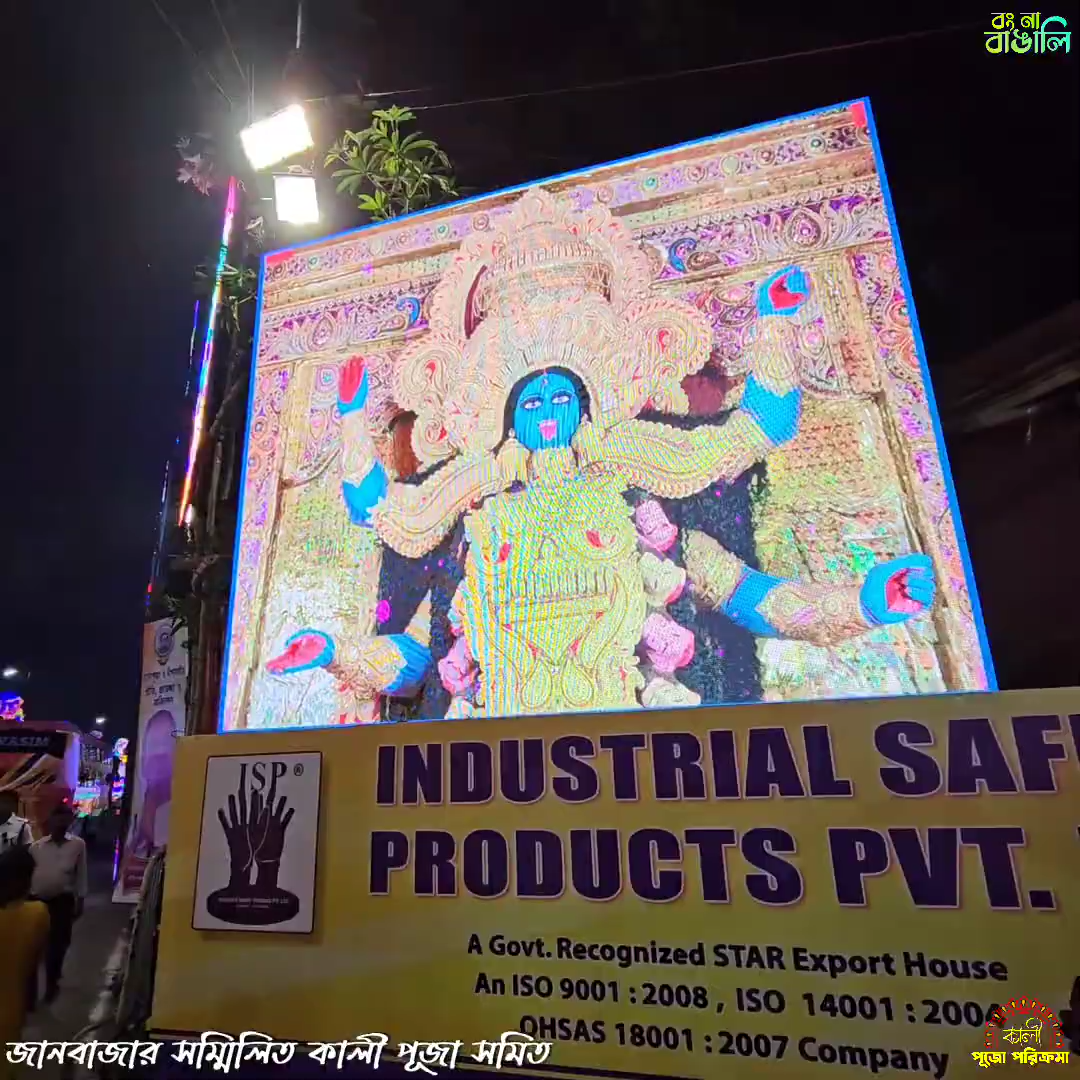 বং না
বাঙালি
ISP®
INDUSTRIAL SAF
PRODUCTS PVT.
A Govt. Recognized STAR Export House
An ISO 9001 : 2008 , ISO 14001 : 2004
OHSAS 18001 : 2007 Company
জানবাজার সম্মিলিত কালী পূজা সমিত
কালী
পুজো পরিক্রমা